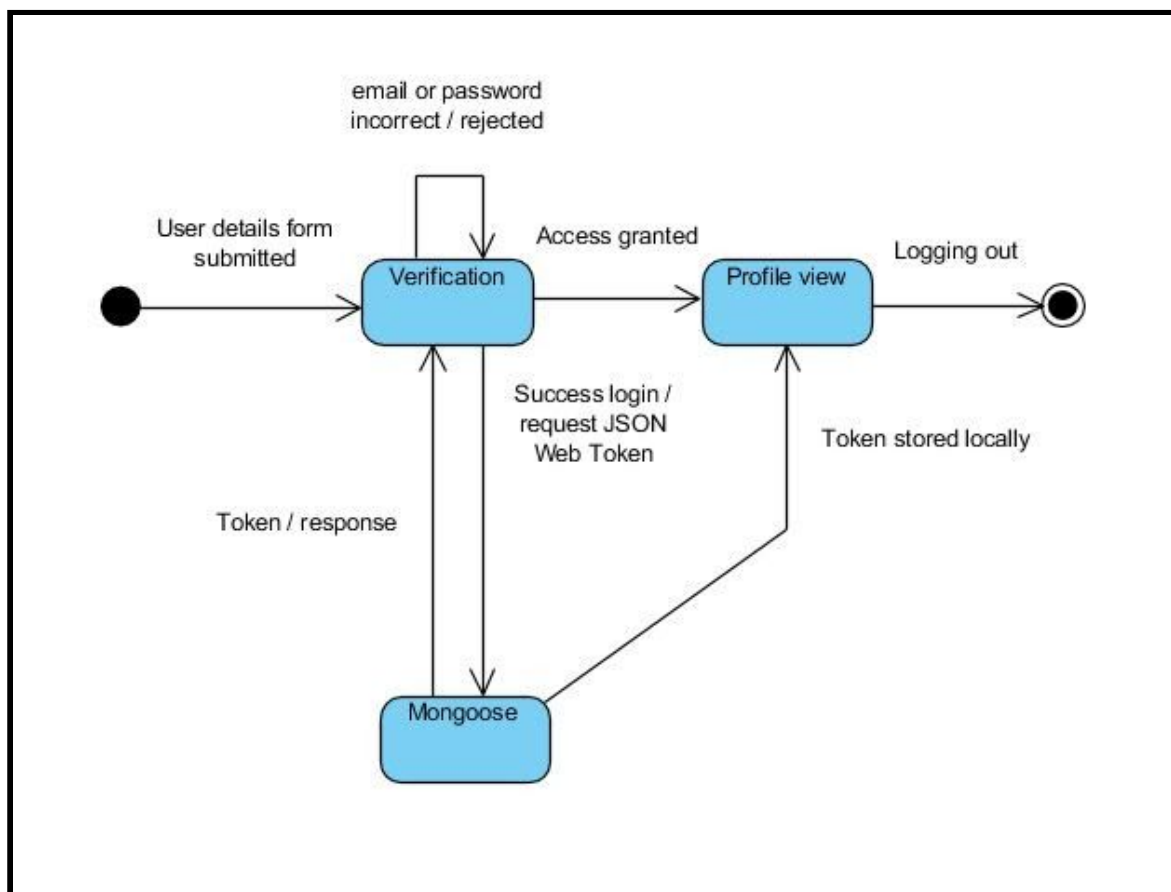 email or password
incorrect / rejected
User details form
submitted
Access granted
Logging out
Verification
Profile view
Success login /
request JSON
Web Token
Token stored locally
Token / response
Mongoose